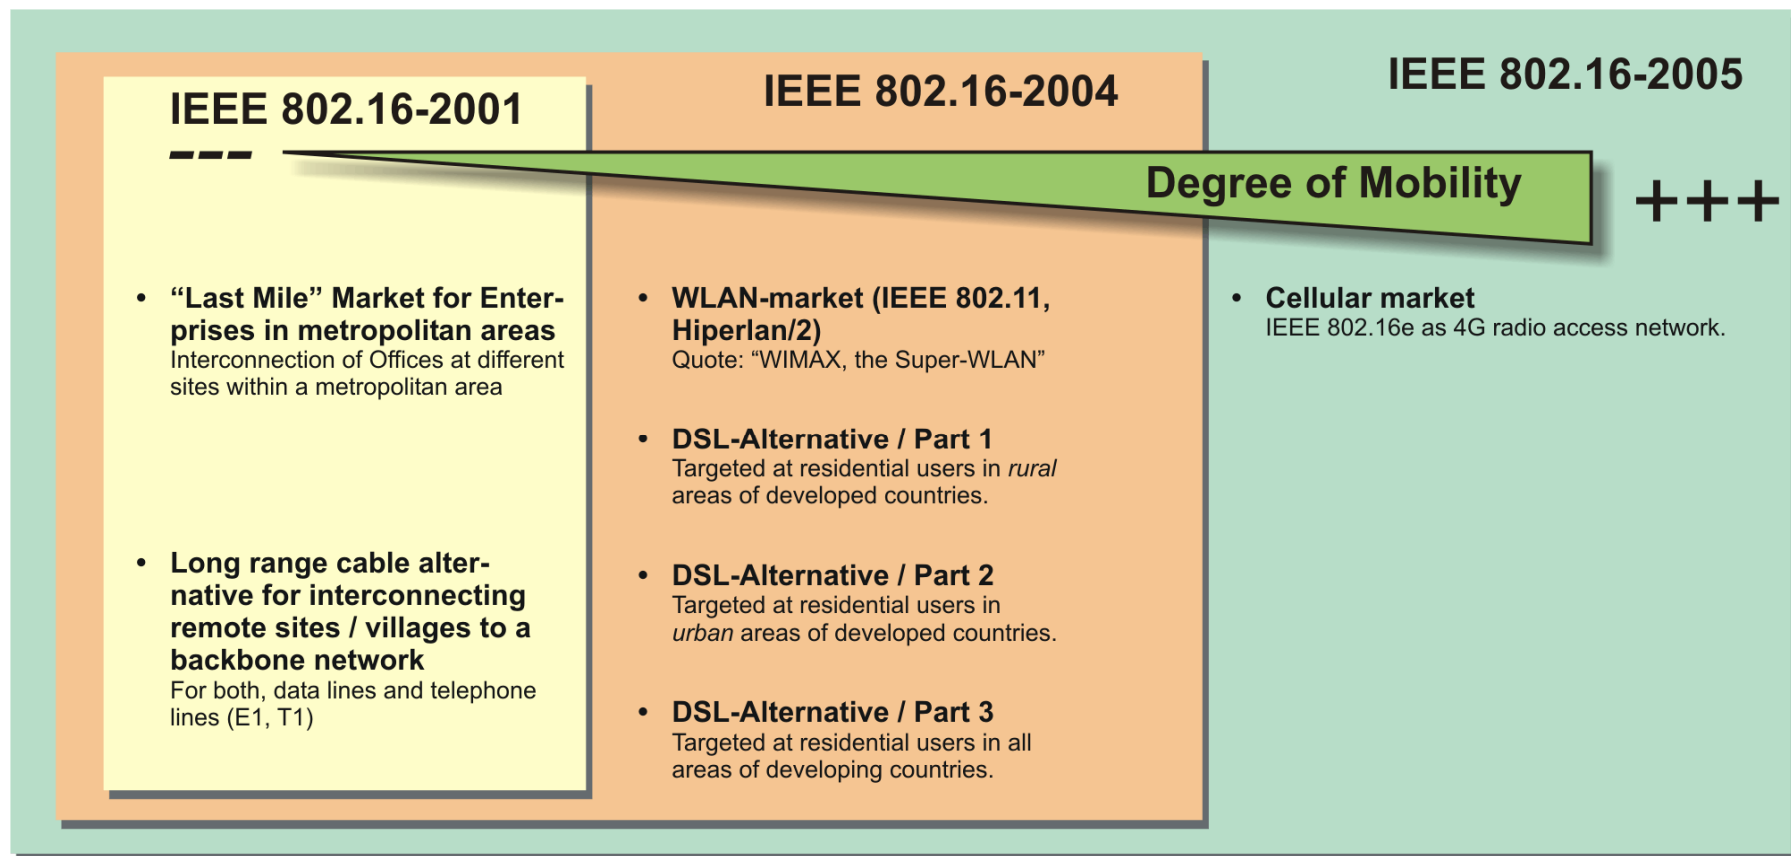 IEEE 802.16-2001
IEEE 802.16-2004
IEEE 802.16-2005
---
Degree of Mobility
+++
• “Last Mile” Market for Enter-
prises in metropolitan areas
Interconnection of Offices at different
sites within a metropolitan area
• Long range cable alter-
native for interconnecting
remote sites / villages to a
backbone network
For both, data lines and telephone
lines (E1, T1)
• WLAN-market (IEEE 802.11,
Hiperlan/2)
Quote: “WIMAX, the Super-WLAN”
• DSL-Alternative / Part 1
Targeted at residential users in rural
areas of developed countries.
• DSL-Alternative / Part 2
Targeted at residential users in
urban areas of developed countries.
• DSL-Alternative / Part 3
Targeted at residential users in all
areas of developing countries.
• Cellular market
IEEE 802.16e as 4G radio access network.